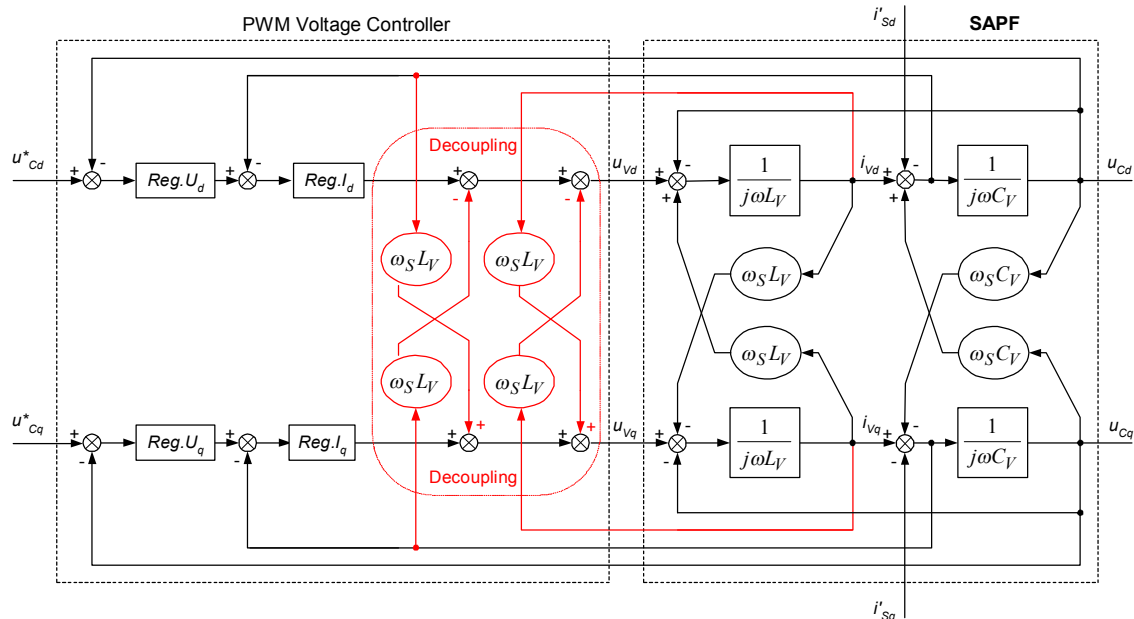 PWM Voltage Controller
i'Sd
SAPF
Decoupling
u*Cd
+ -
Reg.Ud
+ -
Reg.Id
+ -
+ -
uVd
+ - +
1/jωLV
iVd
+ - +
1/jωCV
uCd
ωSLV
ωSLV
ωSLV
ωSCV
ωSLV
ωSLV
ωSLV
ωSCV
u*Cq
+ -
Reg.Uq
+ -
Reg.Iq
+ +
+ +
uVq
+ - -
1/jωLV
iVq
+ - -
1/jωCV
uCq
Decoupling
i'Sq